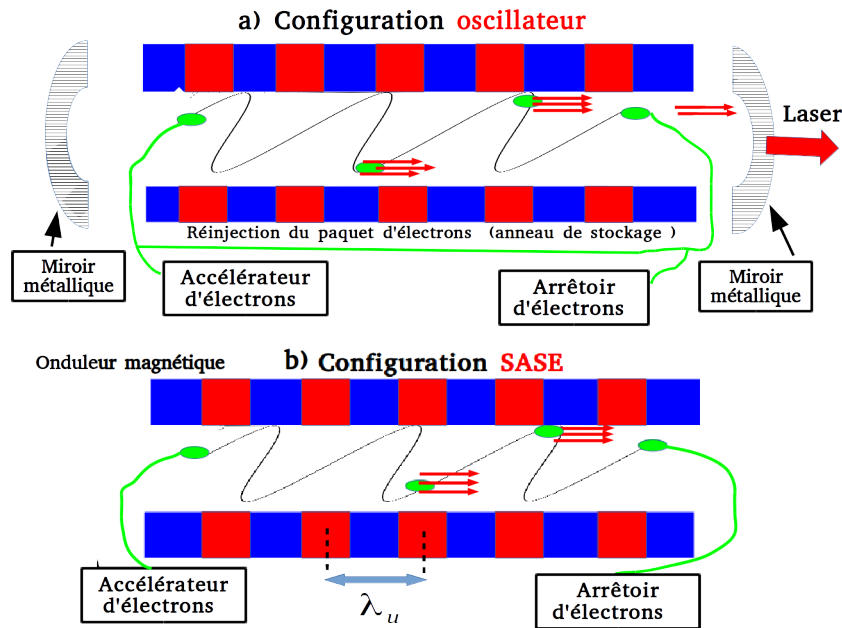 a) Configuration oscillateur
Laser
Réinjection du paquet d'électrons (anneau de stockage )
Miroir
métallique
Accélérateur
d'électrons
Arrêtoir
d'électrons
Miroir
métallique
Onduleur magnétique
b) Configuration SASE
Accélérateur
d'électrons
λu
Arrêtoir
d'électrons